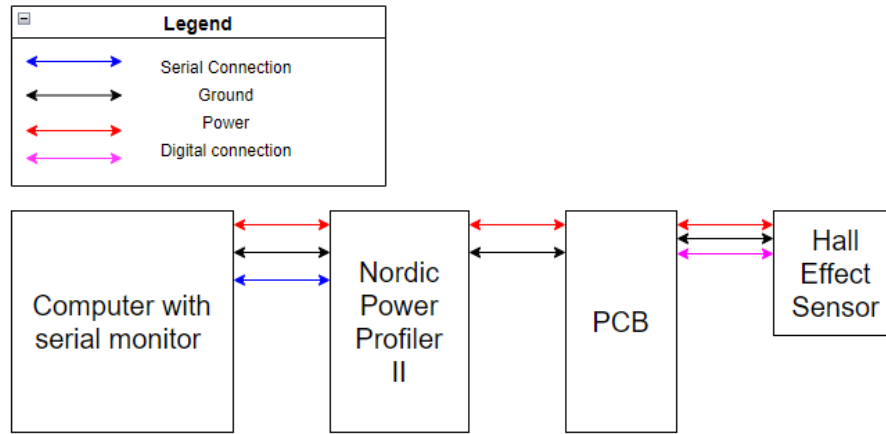 Legend
Serial Connection
Ground
Power
Digital connection
Computer with
serial monitor
Nordic
Power
Profiler
II
PCB
Hall
Effect
Sensor